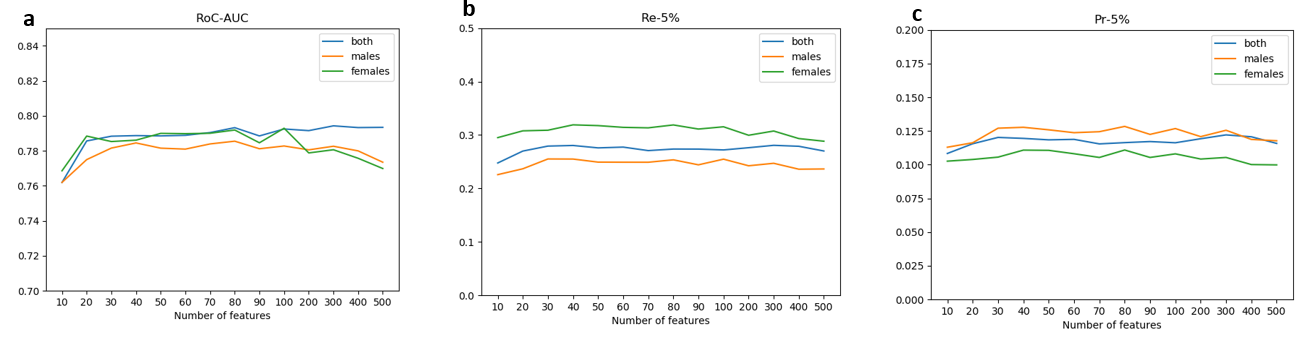 a
RoC-AUC
0.84
0.82
0.80
0.78
0.76
0.74
0.72
0.70
both
males
females
10 20 30 40 50 60 70 80 90 100 200 300 400 500
Number of features
b
Re-5%
0.5
0.4
0.3
0.2
0.1
0.0
both
males
females
10 20 30 40 50 60 70 80 90 100 200 300 400 500
Number of features
c
Pr-5%
0.200
0.175
0.150
0.125
0.100
0.075
0.050
0.025
0.000
both
males
females
10 20 30 40 50 60 70 80 90 100 200 300 400 500
Number of features